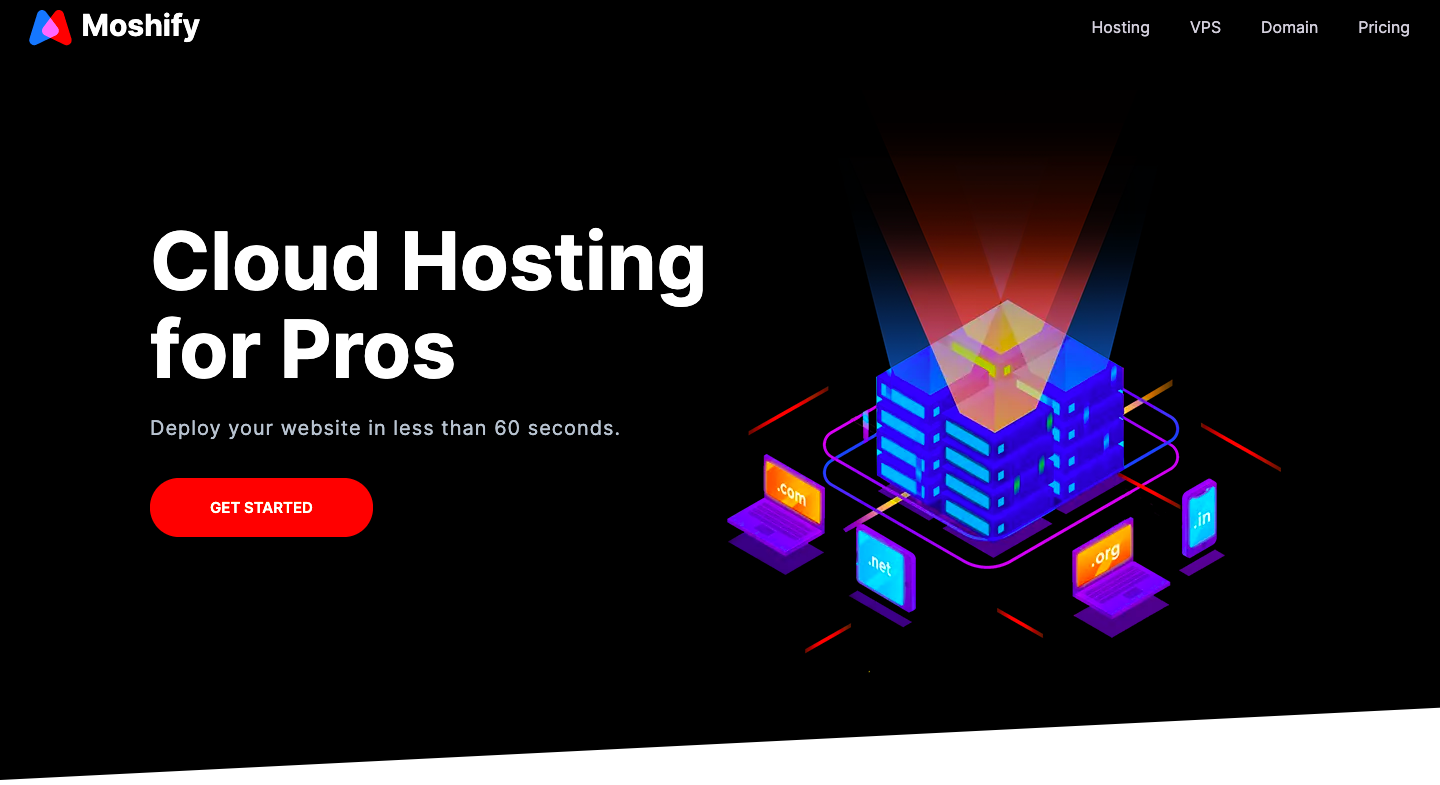 Moshify
Hosting VPS Domain Pricing
Cloud Hosting
for Pros
Deploy your website in less than 60 seconds.
GET STARTED
.com
.net
.org
.in